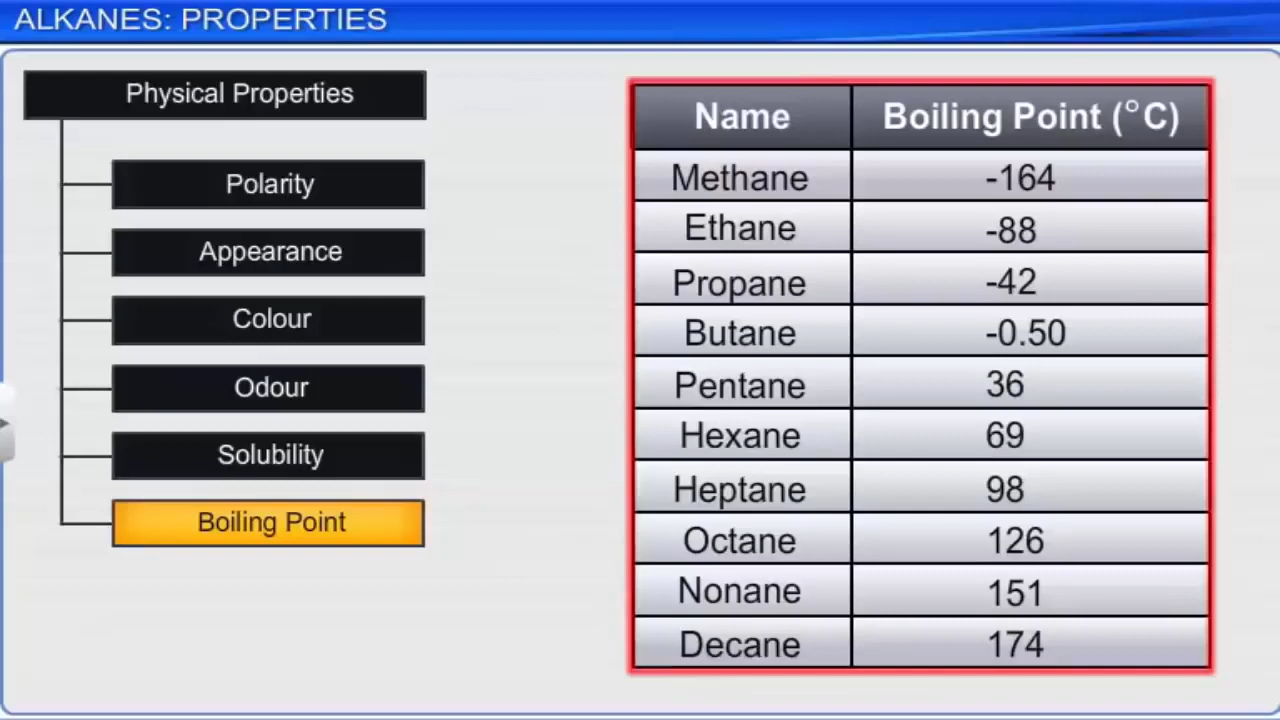 ALKANES: PROPERTIES
Physical Properties
Polarity
Appearance
Colour
Odour
Solubility
Boiling Point
Name Boiling Point (°C)
Methane -164
Ethane -88
Propane -42
Butane -0.50
Pentane 36
Hexane 69
Heptane 98
Octane 126
Nonane 151
Decane 174